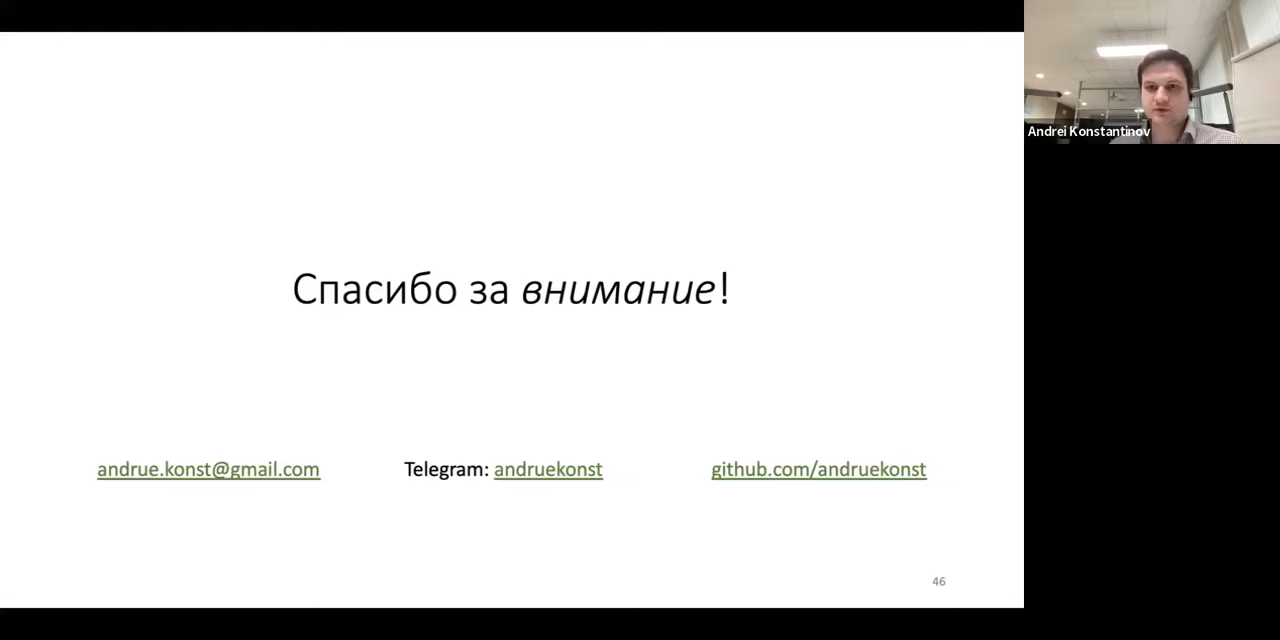 Andrei Konstantinov
Спасибо за внимание!
andrue.konst@gmail.com
Telegram: andruekonst
github.com/andruekonst
46